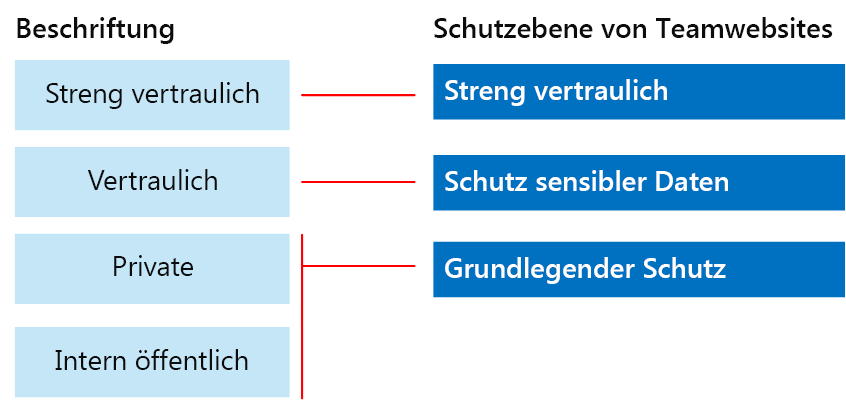 Beschriftung
Schutzebene von Teamwebsites
Streng vertraulich
Streng vertraulich
Vertraulich
Schutz sensibler Daten
Private
Grundlegender Schutz
Intern öffentlich